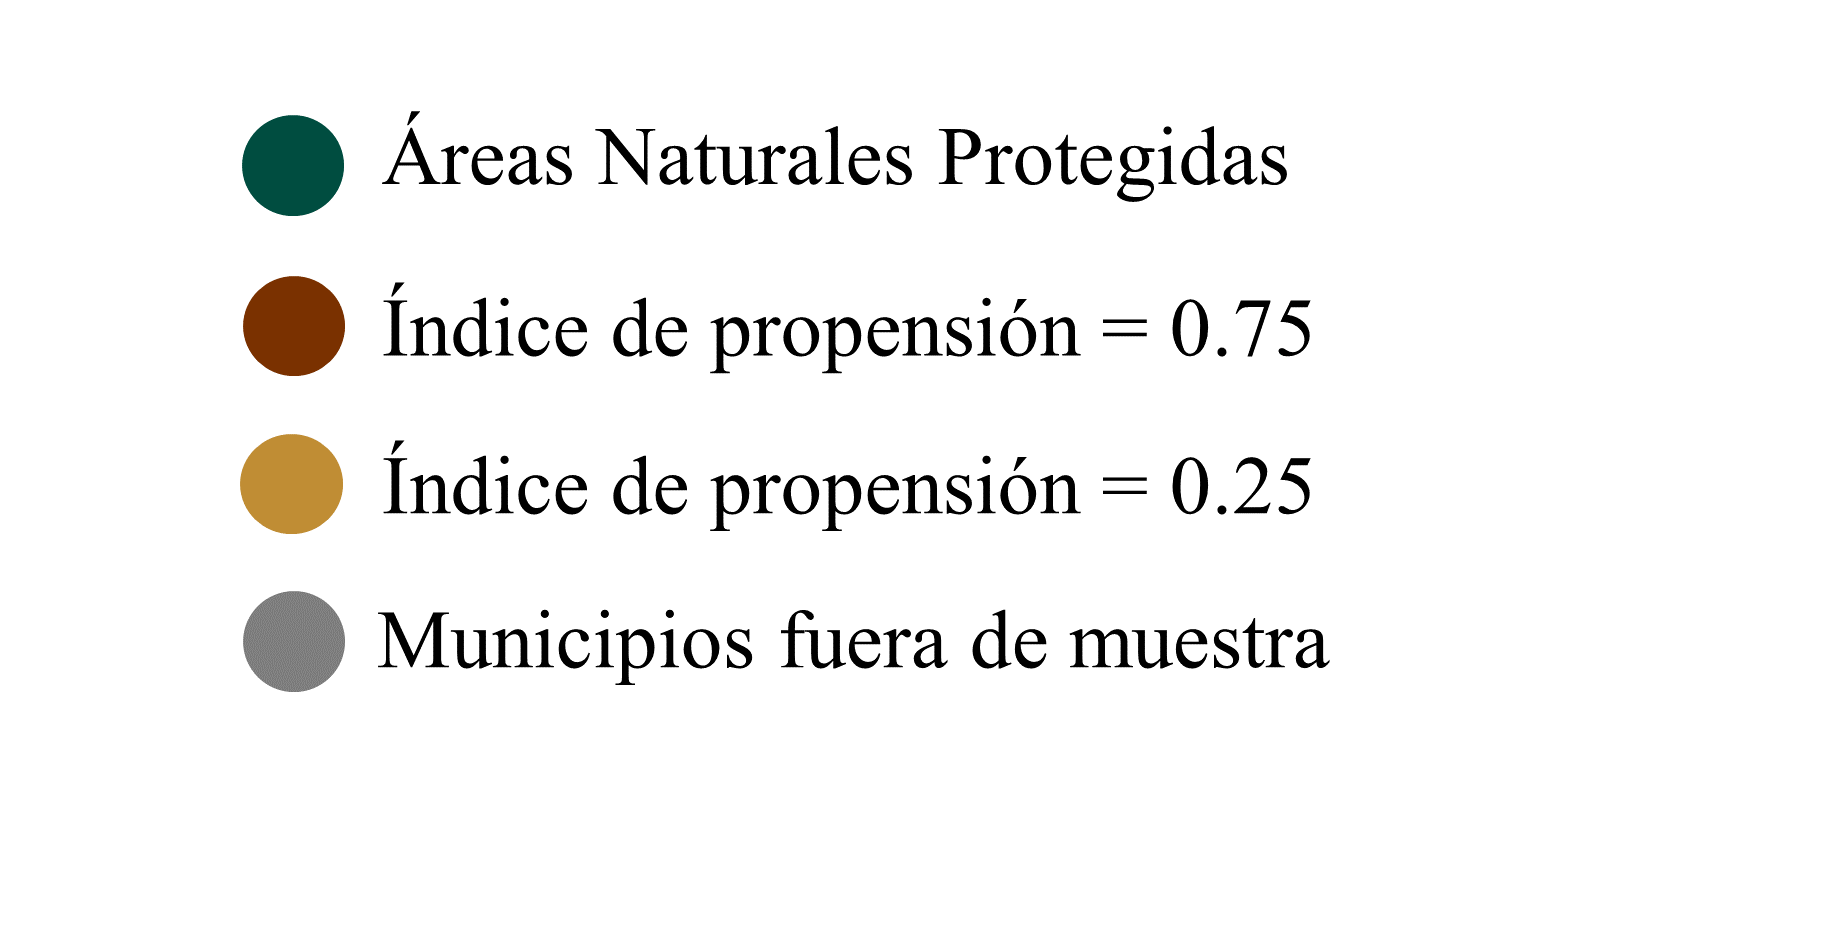 Áreas Naturales Protegidas
Índice de propensión = 0.75
Índice de propensión = 0.25
Municipios fuera de muestra